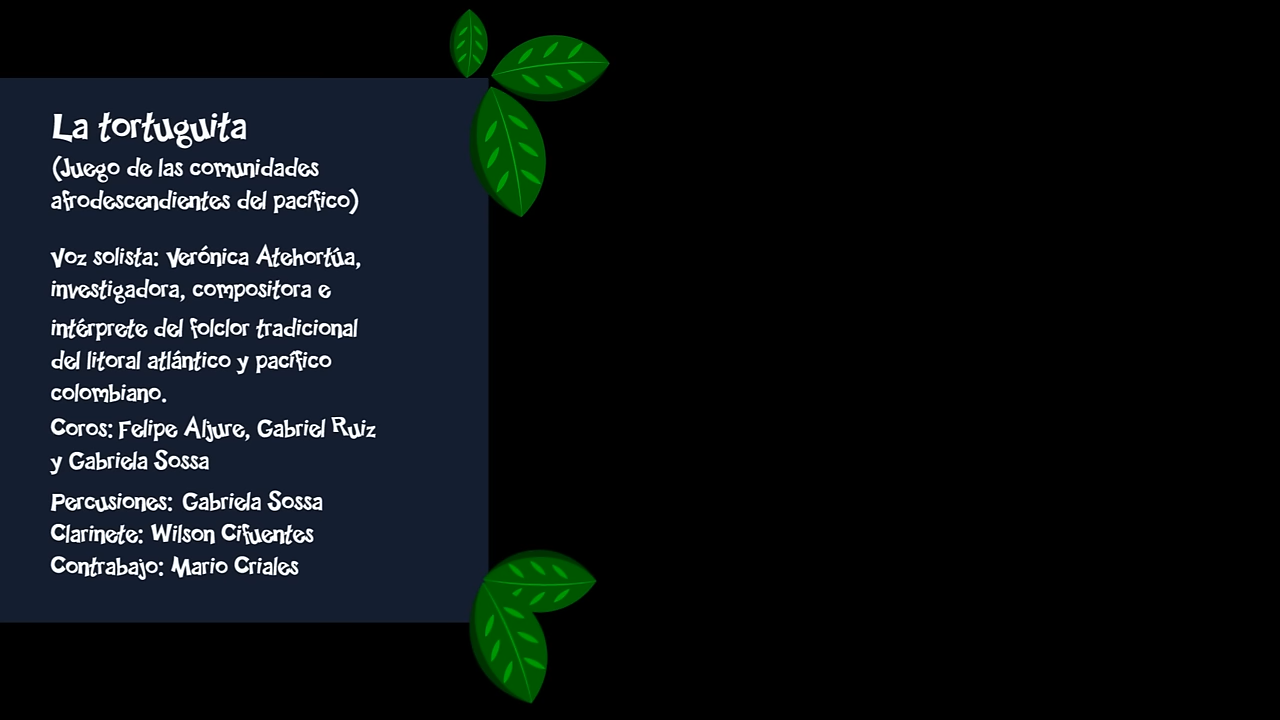 La tortuguita
(Juego de las comunidades
afrodescendientes del pacífico)
Voz solista: Verónica Atehortúa,
investigadora, compositora e
intérprete del folclor tradicional
del litoral atlántico y pacífico
colombiano.
Coros: Felipe Aljure, Gabriel Ruiz
y Gabriela Sossa
Percusiones: Gabriela Sossa
Clarinete: Wilson Cifuentes
Contrabajo: Mario Criales